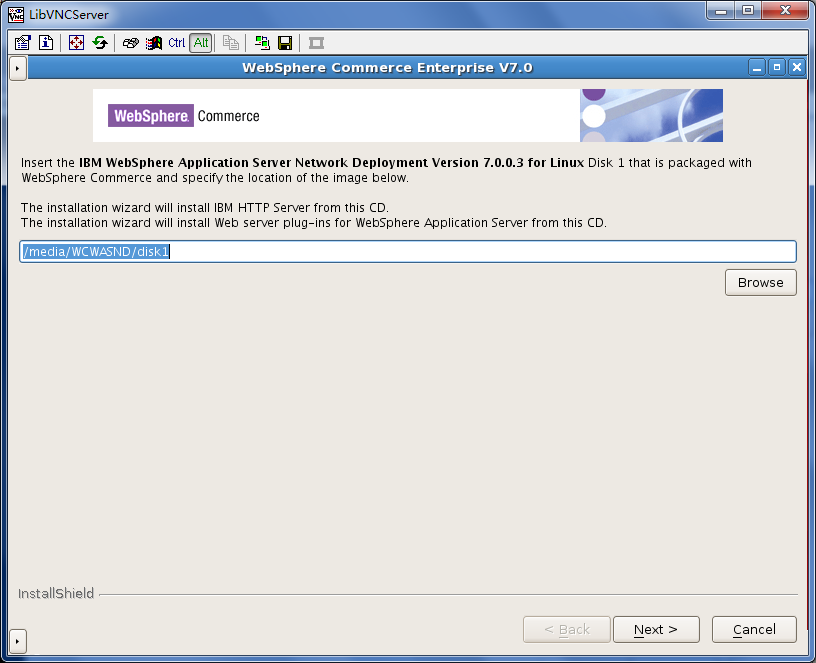 LibVNCServer
Ctrl Alt
WebSphere Commerce Enterprise V7.0
WebSphere. Commerce
Insert the IBM WebSphere Application Server Network Deployment Version 7.0.0.3 for Linux Disk 1 that is packaged with
WebSphere Commerce and specify the location of the image below.
The installation wizard will install IBM HTTP Server from this CD.
The installation wizard will install Web server plug-ins for WebSphere Application Server from this CD.
/media/WCWASND/disk1
Browse
InstallShield
< Back Next > Cancel